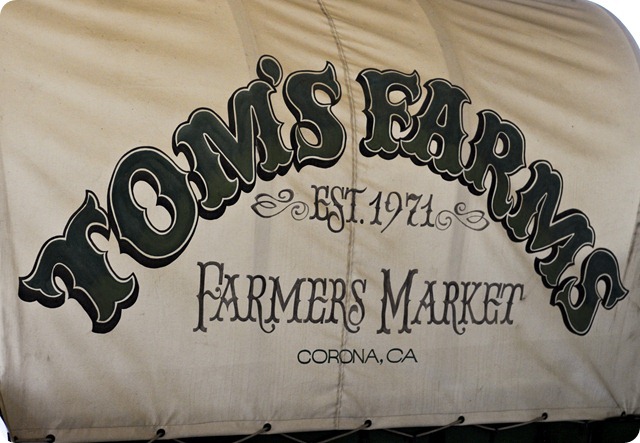 TOM'S FARMS
EST. 1971
FARMERS MARKET
CORONA, CA